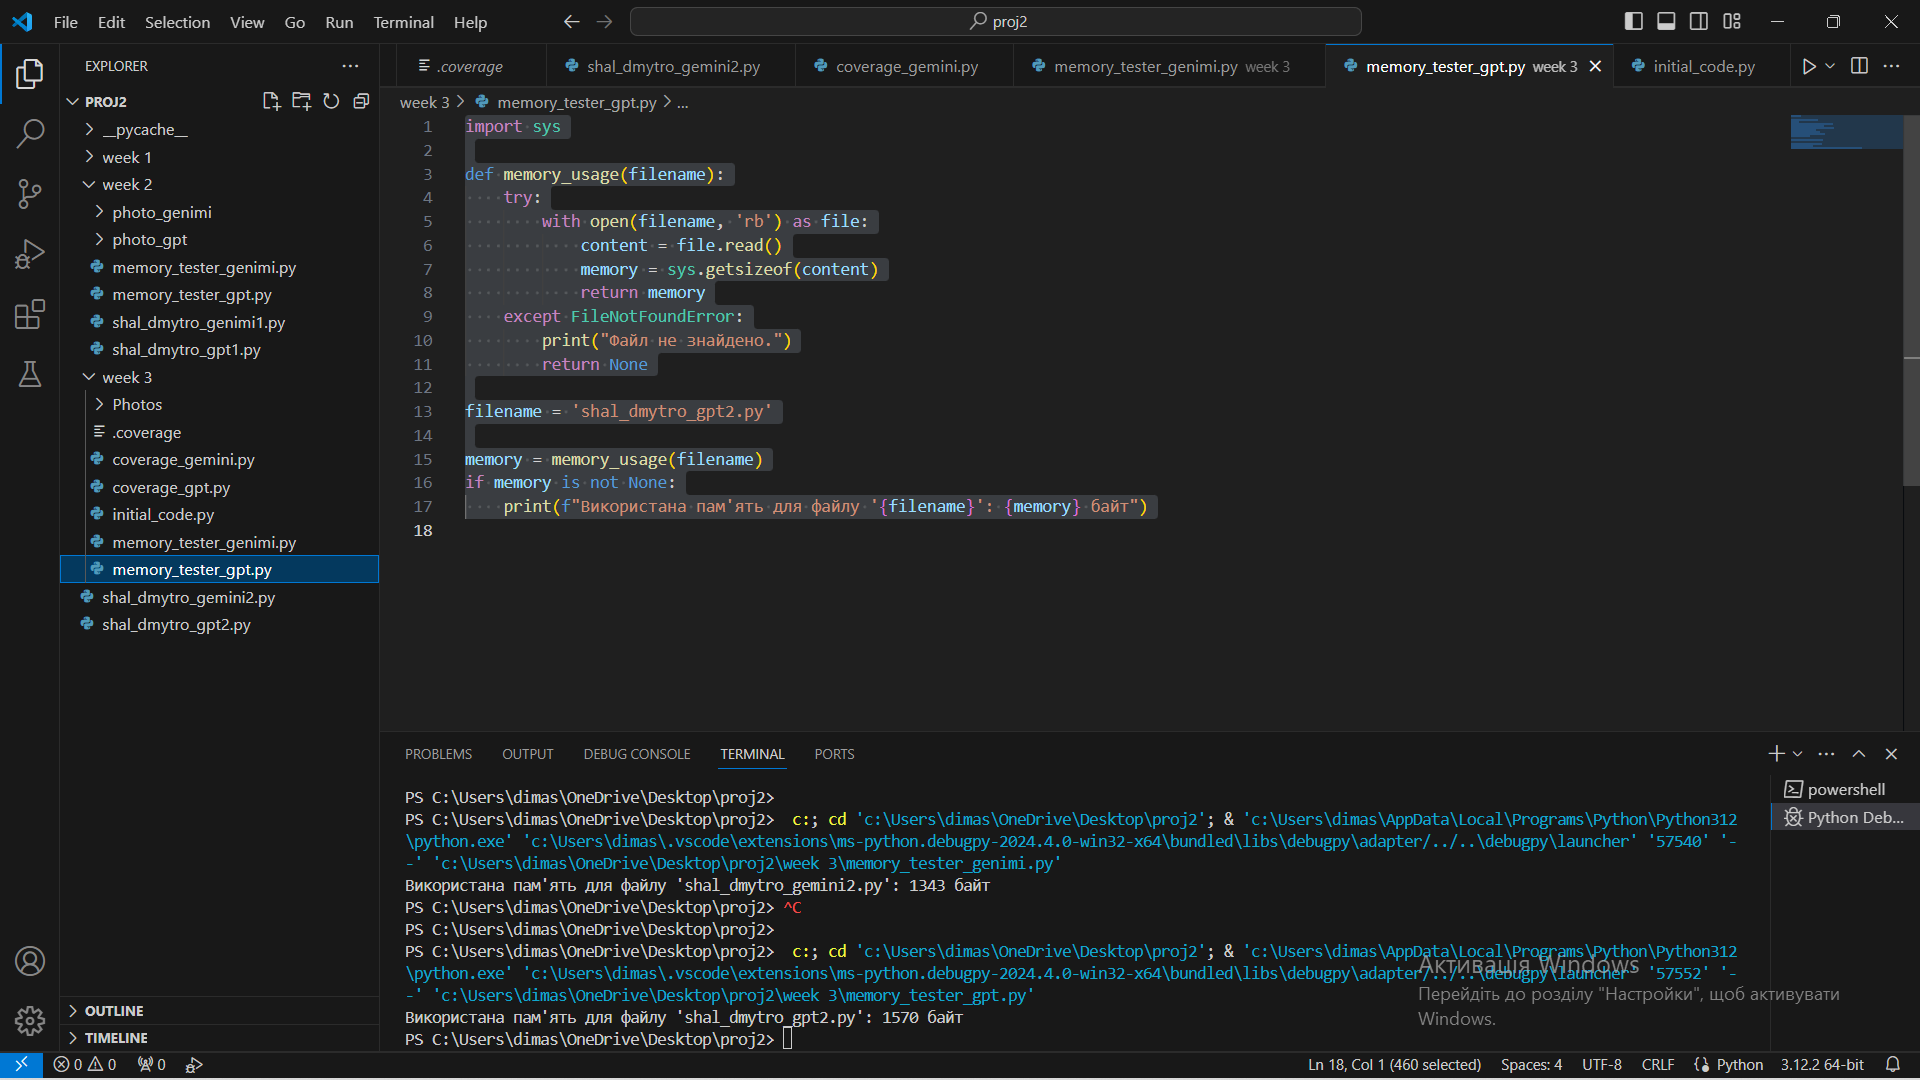 File Edit Selection View Go Run Terminal Help
proj2
EXPLORER
PROJ2
__pycache__
week 1
week 2
photo_genimi
photo_gpt
memory_tester_genimi.py
memory_tester_gpt.py
shal_dmytro_genimi1.py
shal_dmytro_gpt1.py
week 3
Photos
.coverage
coverage_gemini.py
coverage_gpt.py
initial_code.py
memory_tester_genimi.py
memory_tester_gpt.py
shal_dmytro_gemini2.py
shal_dmytro_gpt2.py
OUTLINE
TIMELINE
.coverage shal_dmytro_gemini2.py coverage_gemini.py memory_tester_genimi.py week 3 memory_tester_gpt.py week 3 initial_code.py
week 3 > memory_tester_gpt.py > ...
1 import sys
2
3 def memory_usage(filename):
4     try:
5         with open(filename, 'rb') as file:
6             content = file.read()
7             memory = sys.getsizeof(content)
8             return memory
9     except FileNotFoundError:
10         print("Файл не знайдено.")
11         return None
12
13 filename = 'shal_dmytro_gpt2.py'
14
15 memory = memory_usage(filename)
16 if memory is not None:
17     print(f"Використана пам'ять для файлу '{filename}': {memory} байт")
18
PROBLEMS OUTPUT DEBUG CONSOLE TERMINAL PORTS
powershell
Python Deb...
PS C:\Users\dimas\OneDrive\Desktop\proj2>
PS C:\Users\dimas\OneDrive\Desktop\proj2>  c:; cd 'c:\Users\dimas\OneDrive\Desktop\proj2'; & 'c:\Users\dimas\AppData\Local\Programs\Python\Python312
\python.exe' 'c:\Users\dimas\.vscode\extensions\ms-python.debugpy-2024.4.0-win32-x64\bundled\libs\debugpy\adapter/../..\debugpy\launcher' '57540' '-
-' 'c:\Users\dimas\OneDrive\Desktop\proj2\week 3\memory_tester_genimi.py'
Використана пам'ять для файлу 'shal_dmytro_gemini2.py': 1343 байт
PS C:\Users\dimas\OneDrive\Desktop\proj2> ^C
PS C:\Users\dimas\OneDrive\Desktop\proj2>
PS C:\Users\dimas\OneDrive\Desktop\proj2>  c:; cd 'c:\Users\dimas\OneDrive\Desktop\proj2'; & 'c:\Users\dimas\AppData\Local\Programs\Python\Python312
\python.exe' 'c:\Users\dimas\.vscode\extensions\ms-python.debugpy-2024.4.0-win32-x64\bundled\libs\debugpy\adapter/../..\debugpy\launcher' '57552' '-
-' 'c:\Users\dimas\OneDrive\Desktop\proj2\week 3\memory_tester_gpt.py'
Використана пам'ять для файлу 'shal_dmytro_gpt2.py': 1570 байт
PS C:\Users\dimas\OneDrive\Desktop\proj2>
Активація Windows
Перейдіть до розділу "Настройки", щоб активувати
Windows.
0 0 0
Ln 18, Col 1 (460 selected) Spaces: 4 UTF-8 CRLF Python 3.12.2 64-bit